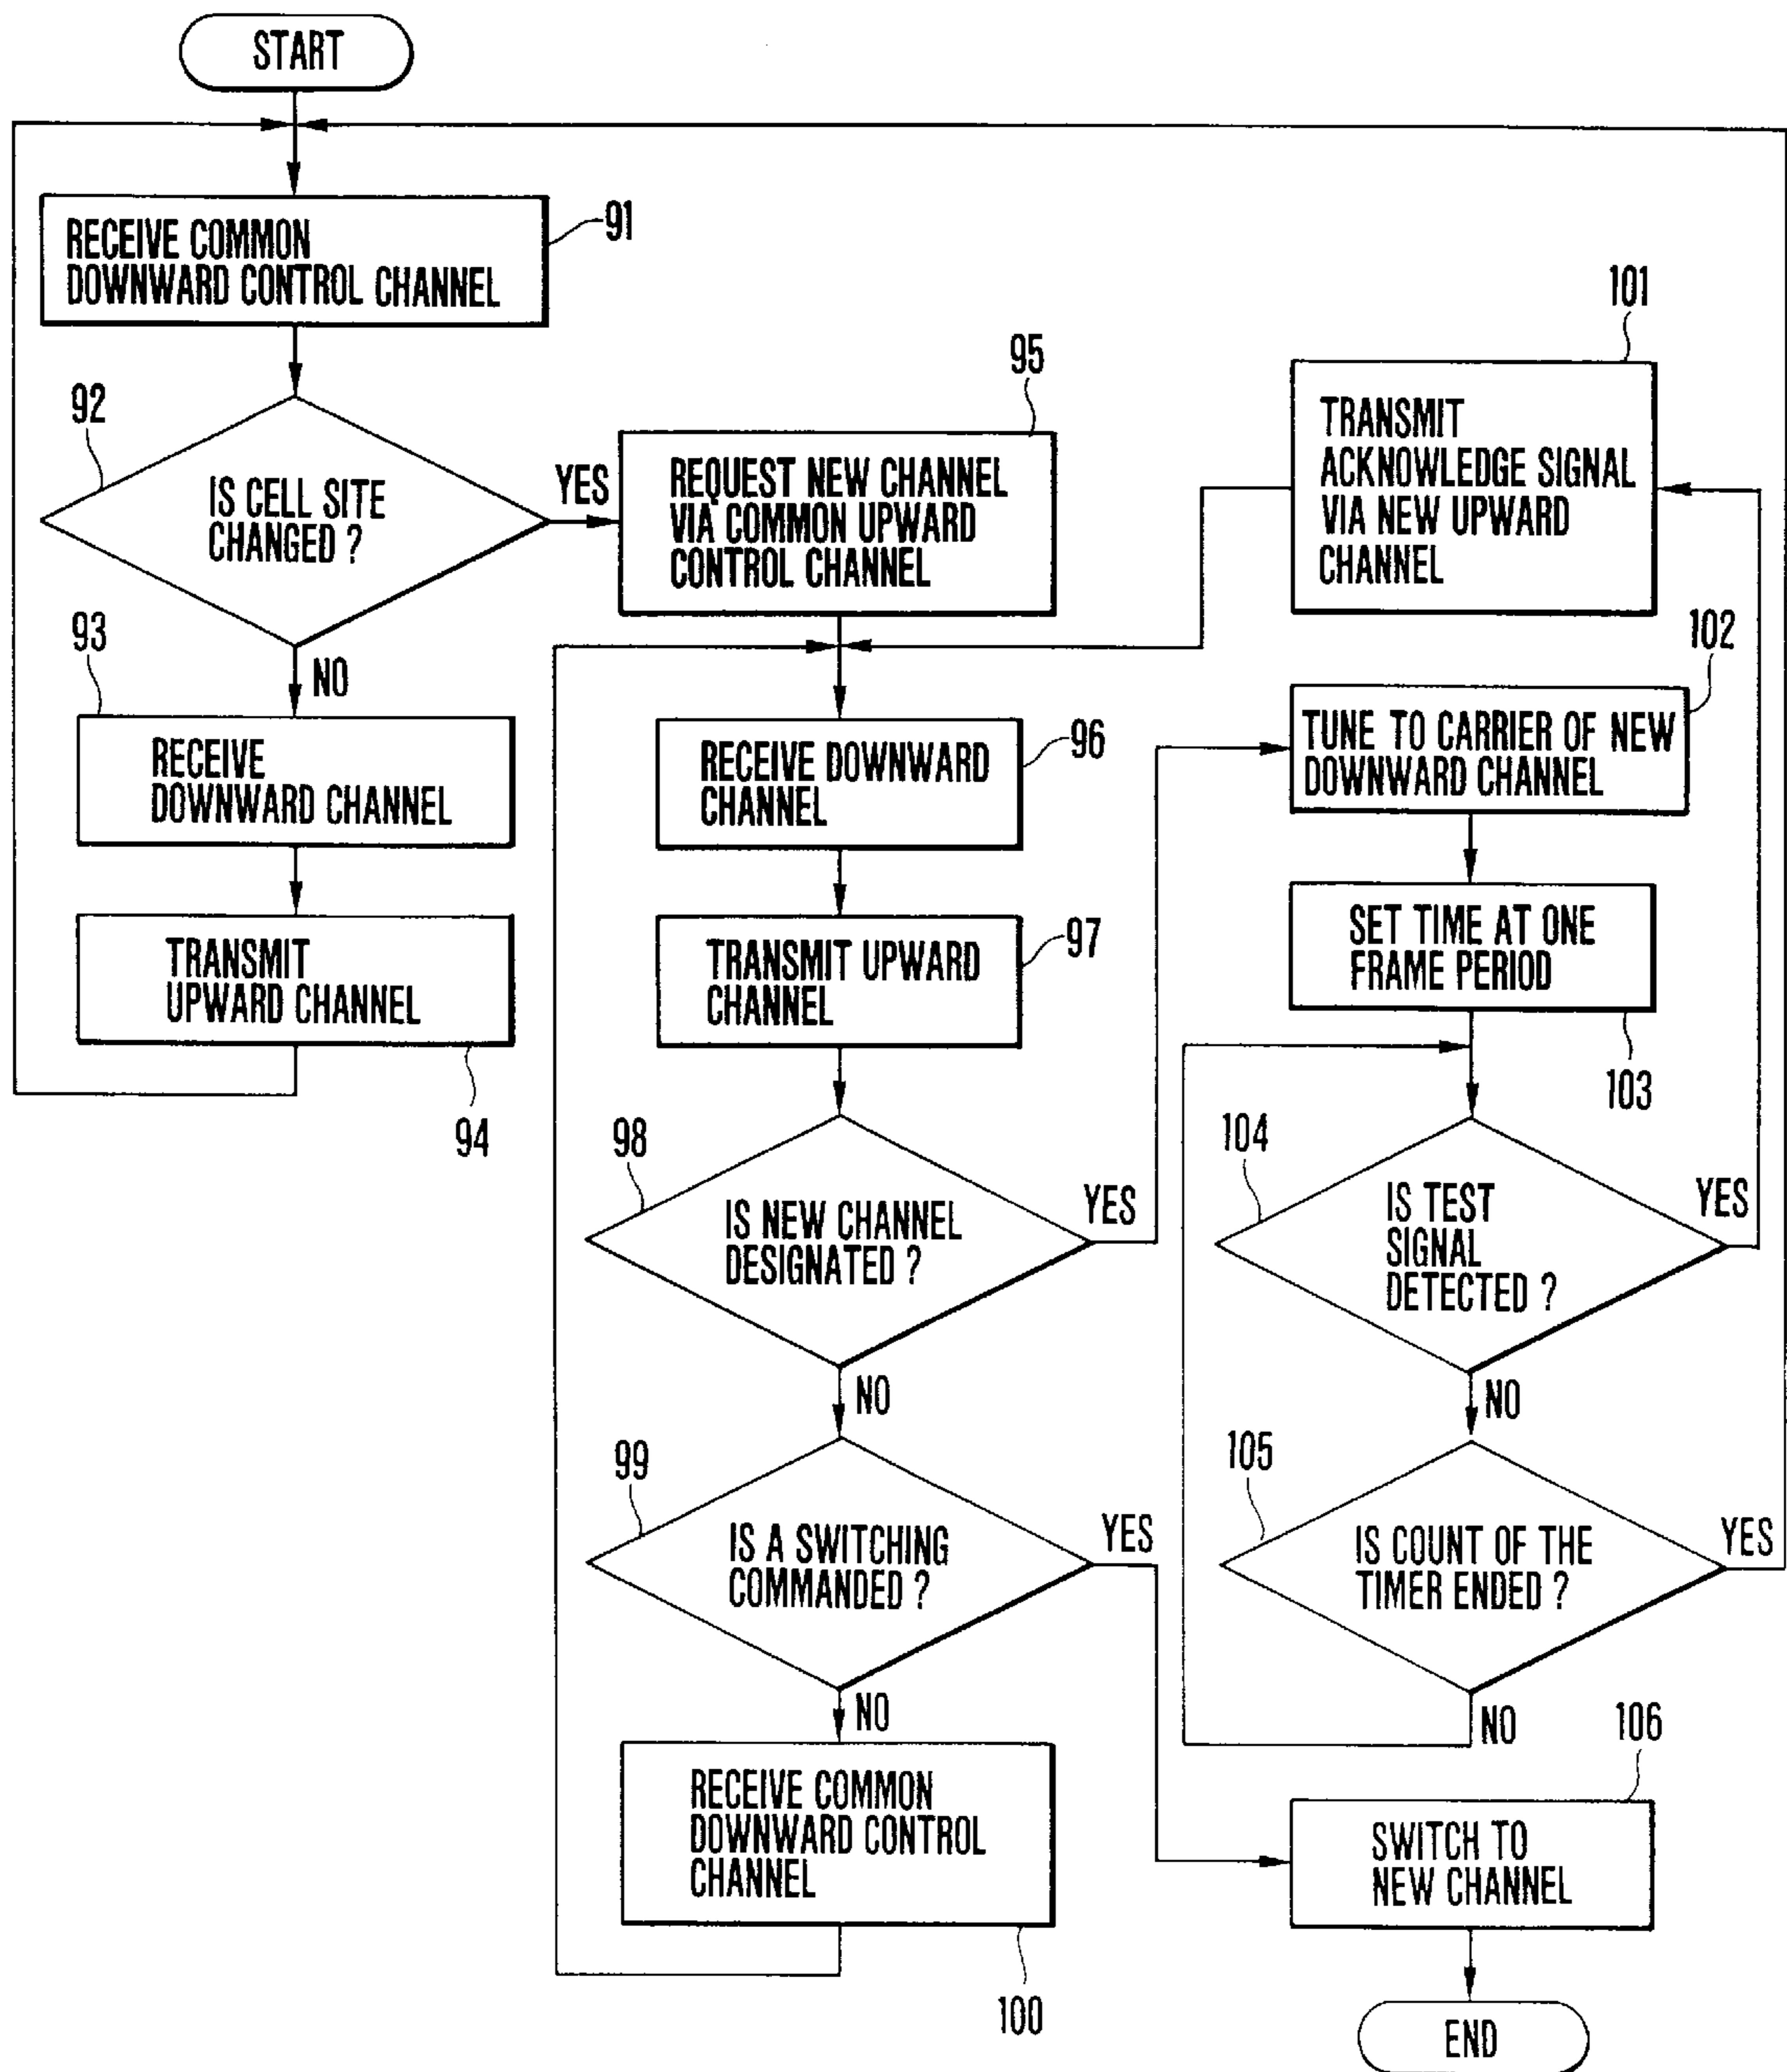 START
RECEIVE COMMON
DOWNWARD CONTROL CHANNEL
91
92
IS CELL SITE
CHANGED ?
YES
NO
93
RECEIVE
DOWNWARD CHANNEL
TRANSMIT
UPWARD CHANNEL
94
95
REQUEST NEW CHANNEL
VIA COMMON UPWARD
CONTROL CHANNEL
RECEIVE DOWNWARD
CHANNEL
96
TRANSMIT UPWARD
CHANNEL
97
98
IS NEW CHANNEL
DESIGNATED ?
YES
NO
99
IS A SWITCHING
COMMANDED ?
YES
NO
RECEIVE COMMON
DOWNWARD CONTROL
CHANNEL
100
101
TRANSMIT
ACKNOWLEDGE SIGNAL
VIA NEW UPWARD
CHANNEL
102
TUNE TO CARRIER OF NEW
DOWNWARD CHANNEL
SET TIME AT ONE
FRAME PERIOD
103
104
IS TEST
SIGNAL
DETECTED ?
YES
NO
105
IS COUNT OF THE
TIMER ENDED ?
YES
NO
106
SWITCH TO
NEW CHANNEL
END